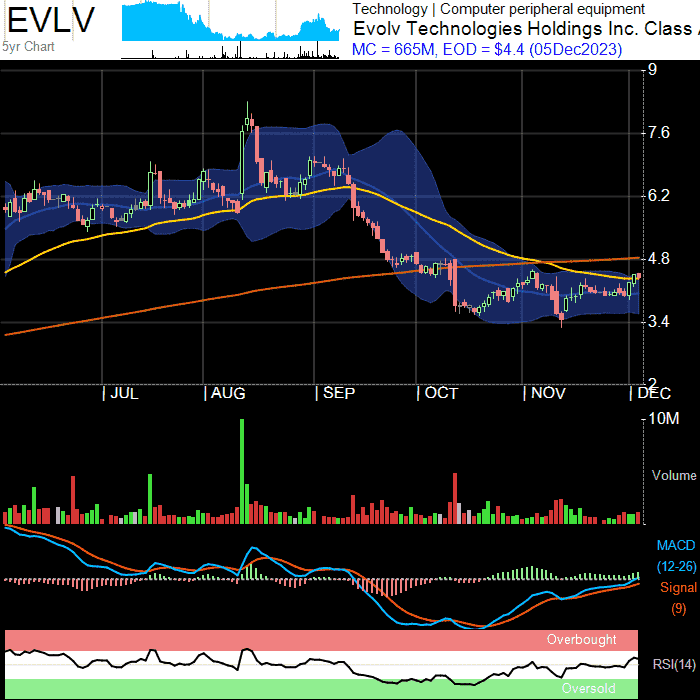 EVLV
5yr Chart
Technology | Computer peripheral equipment
Evolv Technologies Holdings Inc. Class A
MC = 665M, EOD = $4.4 (05Dec2023)
9
7.6
6.2
4.8
3.4
2
JUL
AUG
SEP
OCT
NOV
DEC
10M
Volume
MACD
(12-26)
Signal
(9)
Overbought
RSI(14)
Oversold